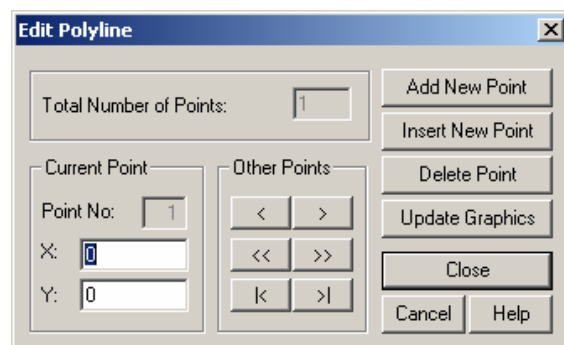 Edit Polyline
Total Number of Points: 1
Add New Point
Insert New Point
Delete Point
Update Graphics
Close
Cancel Help
Current Point
Point No: 1
X: 0
Y: 0
Other Points
< >
<< >>
|< >|